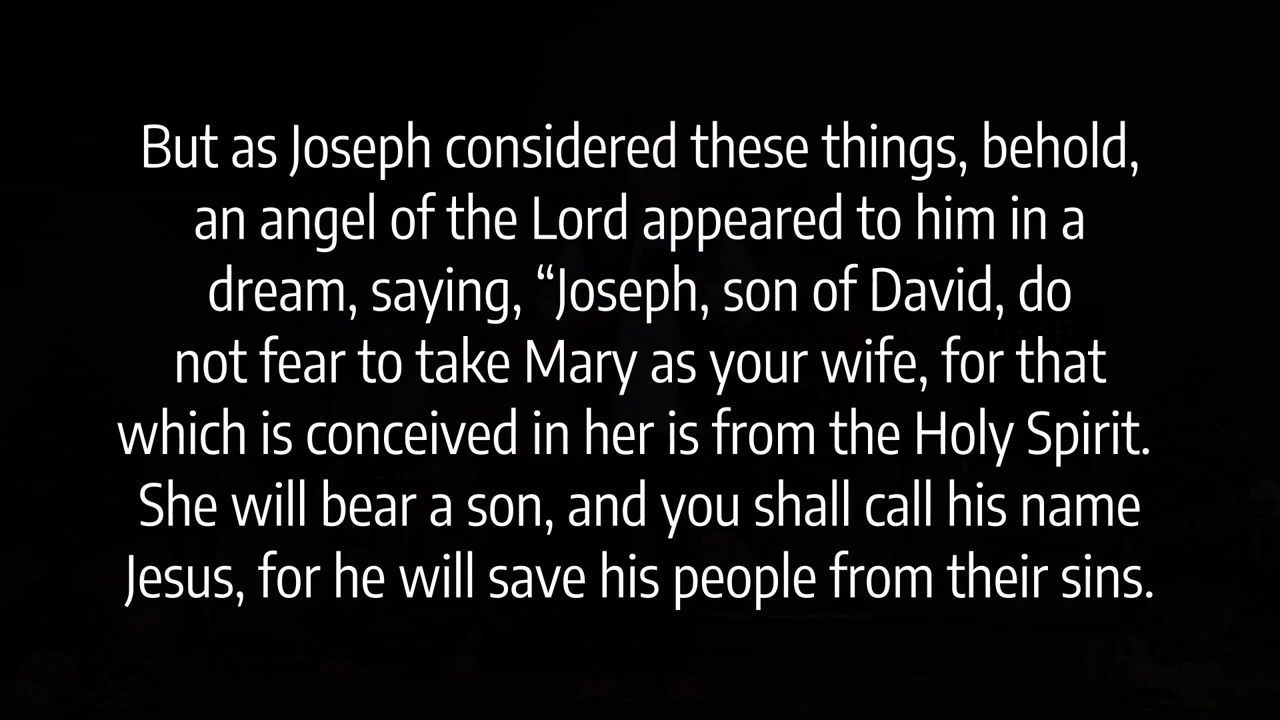 But as Joseph considered these things, behold,
an angel of the Lord appeared to him in a
dream, saying, “Joseph, son of David, do
not fear to take Mary as your wife, for that
which is conceived in her is from the Holy Spirit.
She will bear a son, and you shall call his name
Jesus, for he will save his people from their sins.